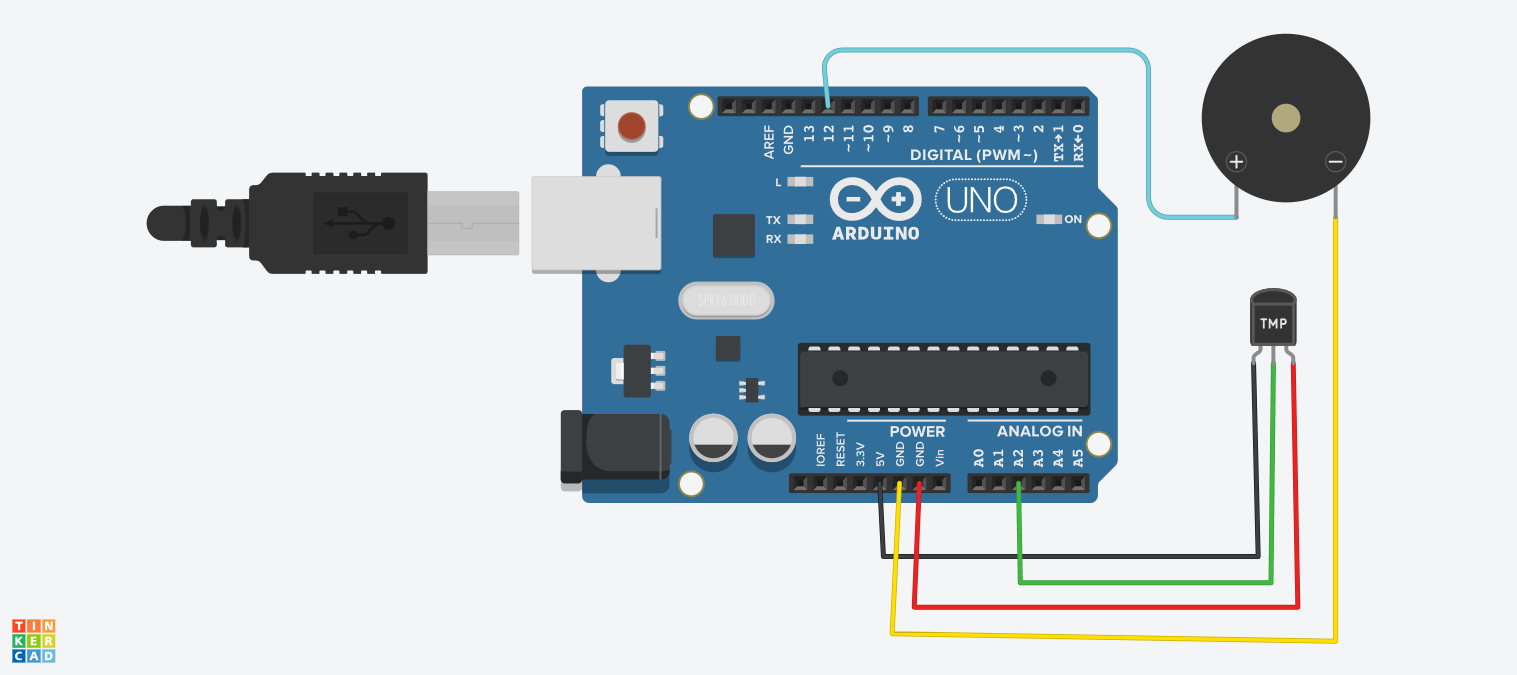 AREF
GND
13
12
~11
~10
~9
8
7
~6
~5
4
~3
2
TX→1
RX←0
DIGITAL (PWM~)
+
−
L
TX
RX
UNO
ON
ARDUINO
SPK16.000G
TMP
POWER
ANALOG IN
IOREF
RESET
3.3V
5V
GND
GND
Vin
A0
A1
A2
A3
A4
A5
TIN
KER
CAD